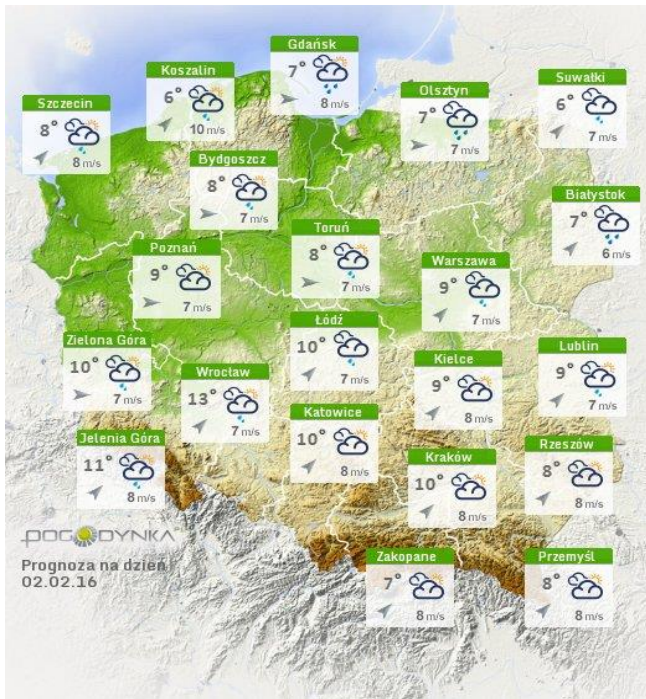 Gdańsk
7°
8 m/s
Koszalin
6°
10 m/s
Suwałki
6°
7 m/s
Olsztyn
7°
7 m/s
Szczecin
8°
8 m/s
Bydgoszcz
8°
7 m/s
Białystok
7°
6 m/s
Toruń
8°
7 m/s
Poznań
9°
7 m/s
Warszawa
9°
7 m/s
Łódź
10°
7 m/s
Zielona Góra
10°
7 m/s
Lublin
9°
7 m/s
Kielce
9°
8 m/s
Wrocław
13°
7 m/s
Katowice
10°
8 m/s
Jelenia Góra
11°
8 m/s
Rzeszów
8°
8 m/s
Kraków
10°
8 m/s
POGODYNKA
Prognoza na dzień
02.02.16
Zakopane
7°
8 m/s
Przemyśl
8°
8 m/s